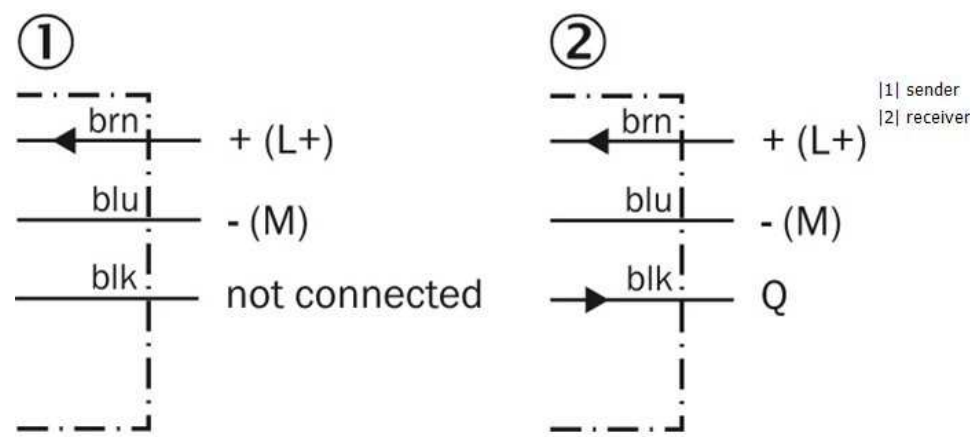 ①
brn + (L+)
blu - (M)
blk not connected
②
brn + (L+)
blu - (M)
blk Q
|1| sender
|2| receiver